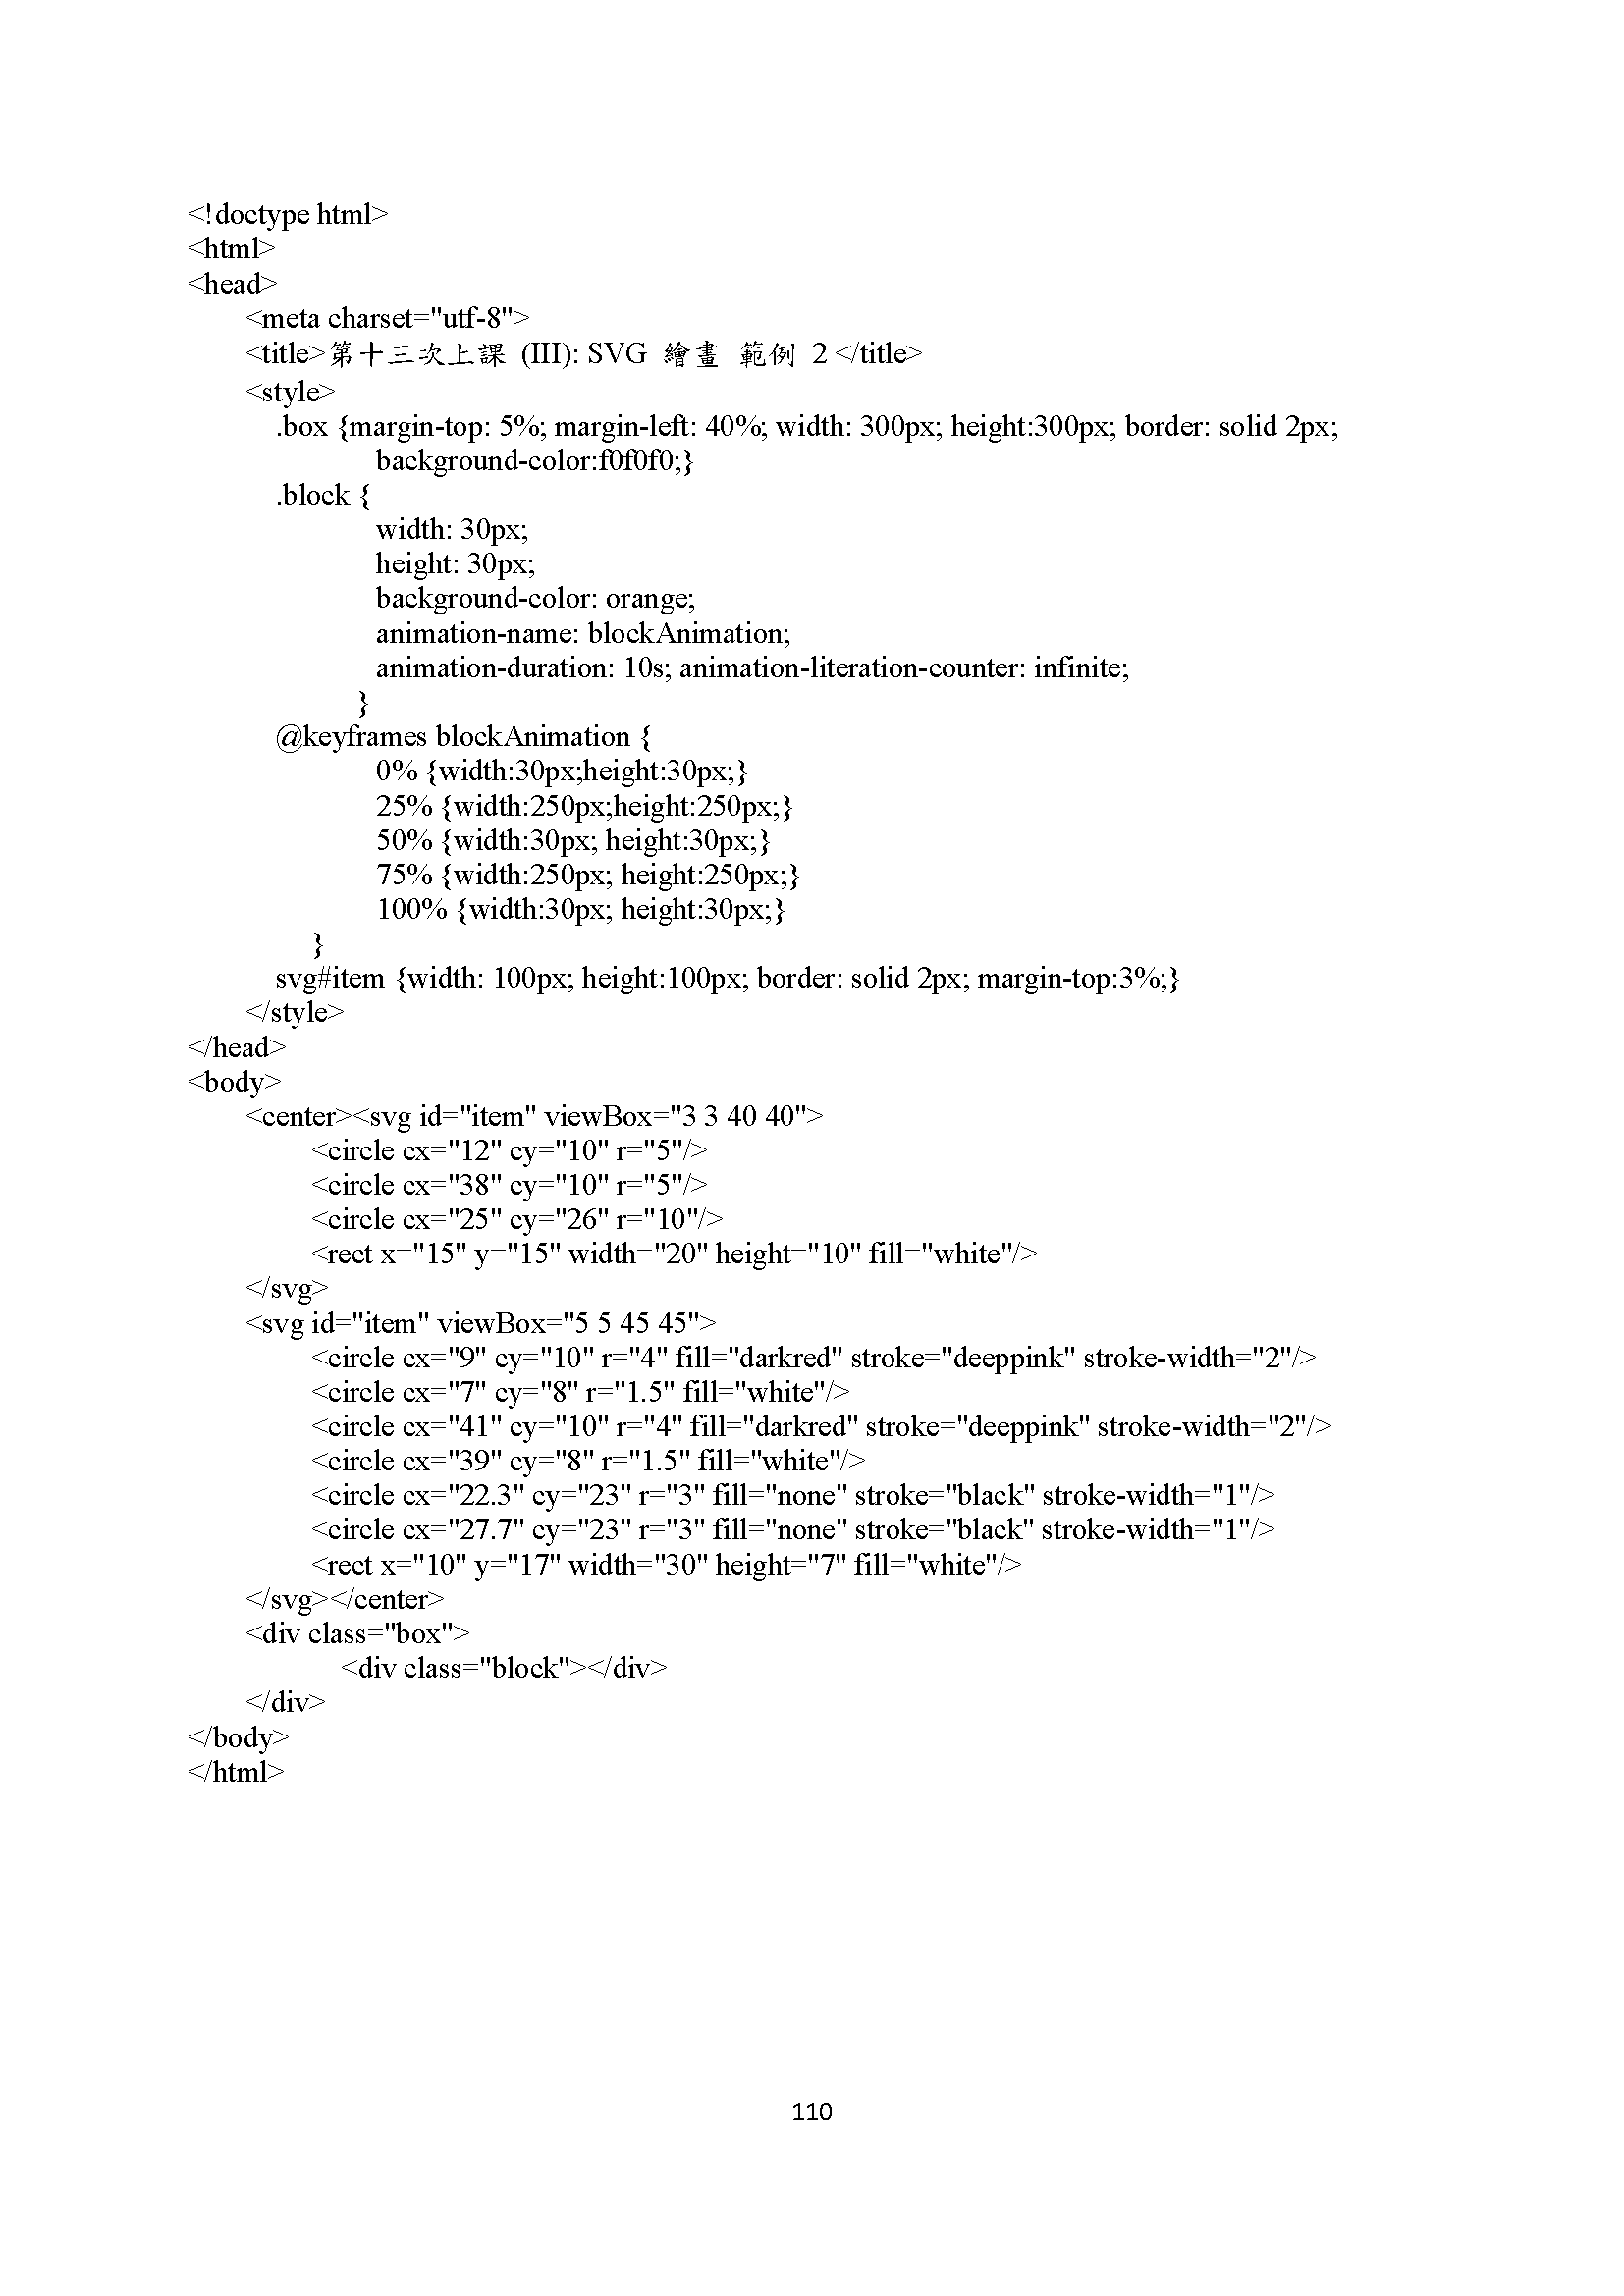 <!doctype html>
<html>
<head>
<meta charset="utf-8">
<title>第十三次上課 (III): SVG 繪畫 範例 2 </title>
<style>
.box {margin-top: 5%; margin-left: 40%; width: 300px; height:300px; border: solid 2px;
background-color:f0f0f0;}
.block {
width: 30px;
height: 30px;
background-color: orange;
animation-name: blockAnimation;
animation-duration: 10s; animation-literation-counter: infinite;
}
@keyframes blockAnimation {
0% {width:30px;height:30px;}
25% {width:250px;height:250px;}
50% {width:30px; height:30px;}
75% {width:250px; height:250px;}
100% {width:30px; height:30px;}
}
svg#item {width: 100px; height:100px; border: solid 2px; margin-top:3%;}
</style>
</head>
<body>
<center><svg id="item" viewBox="3 3 40 40">
<circle cx="12" cy="10" r="5"/>
<circle cx="38" cy="10" r="5"/>
<circle cx="25" cy="26" r="10"/>
<rect x="15" y="15" width="20" height="10" fill="white"/>
</svg>
<svg id="item" viewBox="5 5 45 45">
<circle cx="9" cy="10" r="4" fill="darkred" stroke="deeppink" stroke-width="2"/>
<circle cx="7" cy="8" r="1.5" fill="white"/>
<circle cx="41" cy="10" r="4" fill="darkred" stroke="deeppink" stroke-width="2"/>
<circle cx="39" cy="8" r="1.5" fill="white"/>
<circle cx="22.3" cy="23" r="3" fill="none" stroke="black" stroke-width="1"/>
<circle cx="27.7" cy="23" r="3" fill="none" stroke="black" stroke-width="1"/>
<rect x="10" y="17" width="30" height="7" fill="white"/>
</svg></center>
<div class="box">
<div class="block"></div>
</div>
</body>
</html>
110